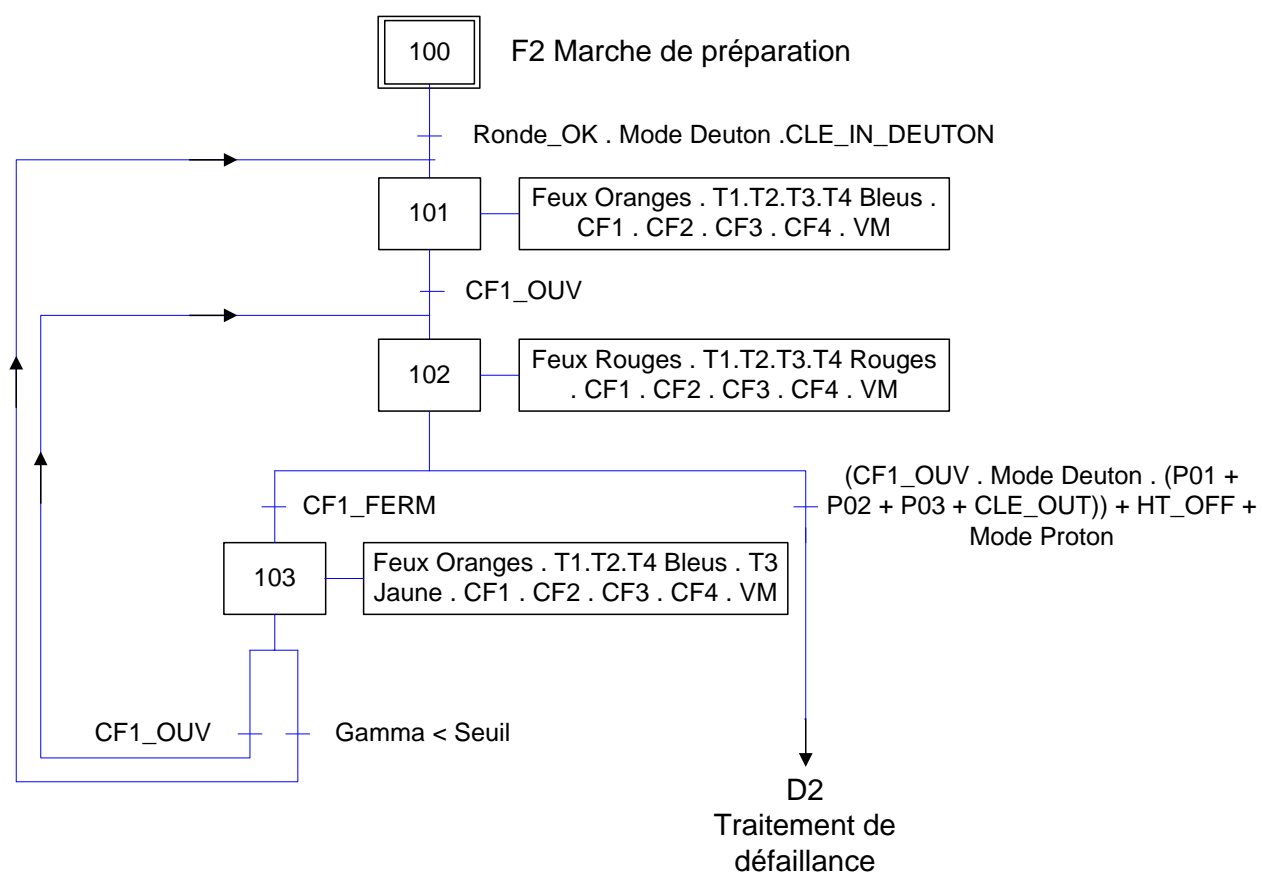 100
F2 Marche de préparation
Ronde_OK . Mode Deuton .CLE_IN_DEUTON
101
Feux Oranges . T1.T2.T3.T4 Bleus .
CF1 . CF2 . CF3 . CF4 . VM
CF1_OUV
102
Feux Rouges . T1.T2.T3.T4 Rouges
. CF1 . CF2 . CF3 . CF4 . VM
CF1_FERM
(CF1_OUV . Mode Deuton . (P01 +
P02 + P03 + CLE_OUT)) + HT_OFF +
Mode Proton
103
Feux Oranges . T1.T2.T4 Bleus . T3
Jaune . CF1 . CF2 . CF3 . CF4 . VM
CF1_OUV
Gamma < Seuil
D2
Traitement de
défaillance